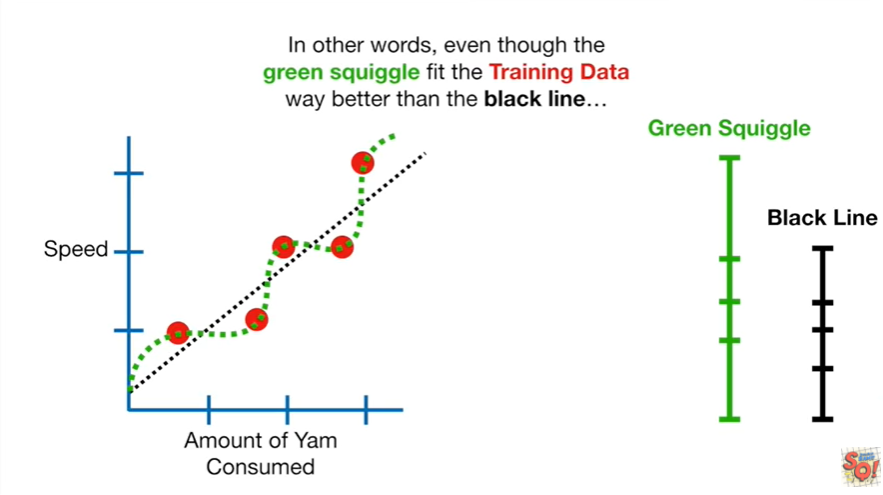 In other words, even though the
green squiggle fit the Training Data
way better than the black line…
Green Squiggle
Black Line
Speed
Amount of Yam
Consumed
SQ!